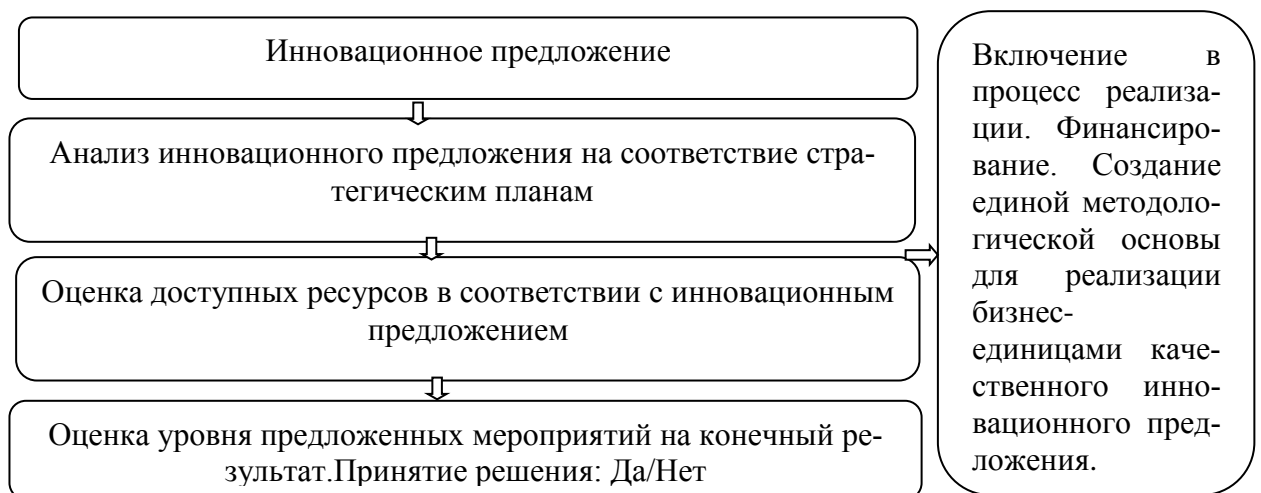 Инновационное предложение
Анализ инновационного предложения на соответствие стра-
тегическим планам
Оценка доступных ресурсов в соответствии с инновационным
предложением
Оценка уровня предложенных мероприятий на конечный ре-
зультат.Принятие решения: Да/Нет
Включение в
процесс реализа-
ции. Финансиро-
вание. Создание
единой методоло-
гической основы
для реализации
бизнес-
единицами каче-
ственного инно-
вационного пред-
ложения.